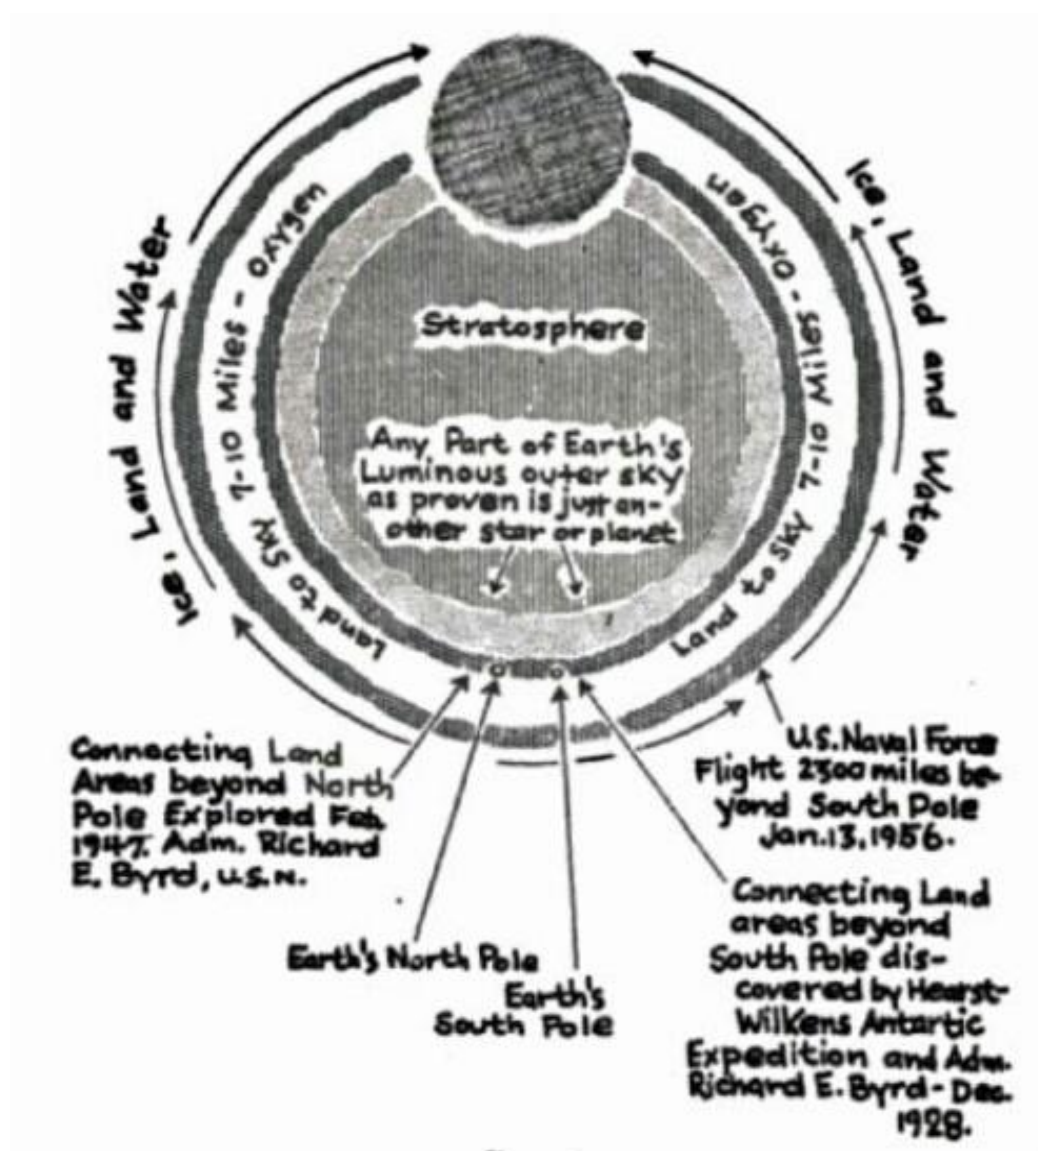 Ice, Land and Water
7-10 Miles - Oxygen
Land to Sky
Ice, Land and Water
7-10 Miles - Oxygen
Land to Sky
Stratosphere
Any Part of Earth's
Luminous outer sky
as proven is just an-
other star or planet
Connecting Land
Areas beyond North
Pole Explored Feb.
1947. Adm. Richard
E. Byrd, U.S.N.
Earth's North Pole
Earth's
South Pole
U.S. Naval Force
Flight 2300 miles be-
yond South Pole
Jan. 13, 1956.
Connecting Land
areas beyond
South Pole dis-
covered by Hearst-
Wilkens Antartic
Expedition and Adm.
Richard E. Byrd - Dec.
1928.